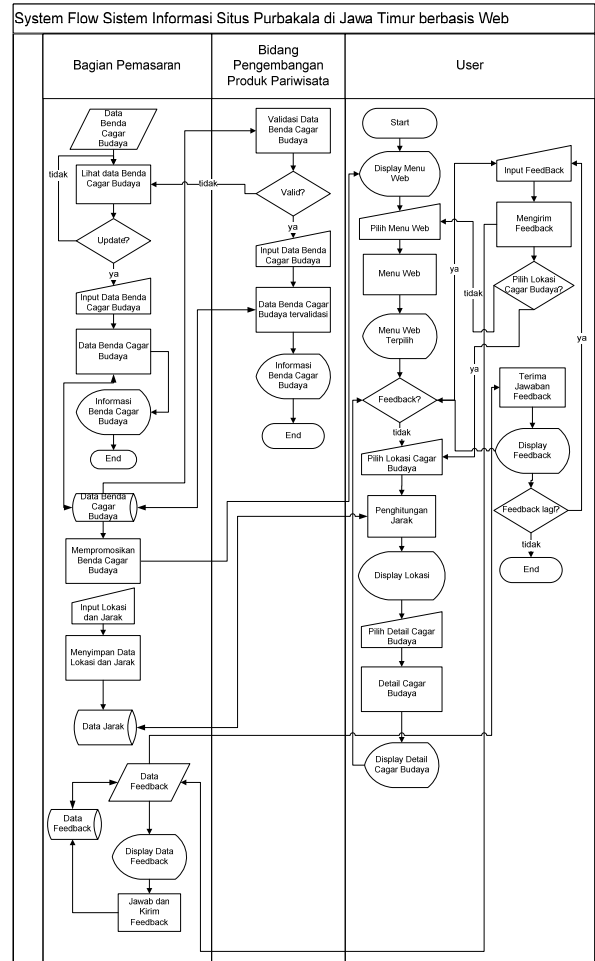 System Flow Sistem Informasi Situs Purbakala di Jawa Timur berbasis Web
Bagian Pemasaran
Bidang
Pengembangan
Produk Pariwisata
User
Data
Benda
Cagar
Budaya
tidak
Lihat data Benda
Cagar Budaya
Update?
ya
Input Data Benda
Cagar Budaya
Data Benda Cagar
Budaya
Informasi
Benda Cagar
Budaya
End
Data Benda
Cagar
Budaya
Mempromosikan
Benda Cagar
Budaya
Input Lokasi
dan Jarak
Menyimpan Data
Lokasi dan Jarak
Data Jarak
Data
Feedback
Data
Feedback
Display Data
Feedback
Jawab dan
Kirim
Feedback
Validasi Data
Benda Cagar
Budaya
tidak
Valid?
ya
Input Data Benda
Cagar Budaya
Data Benda Cagar
Budaya tervalidasi
Informasi
Benda Cagar
Budaya
End
Start
Display Menu
Web
Pilih Menu Web
Menu Web
Menu Web
Terpilih
Feedback?
tidak
Pilih Lokasi Cagar
Budaya
Penghitungan
Jarak
Display Lokasi
Pilih Detail Cagar
Budaya
Detail Cagar
Budaya
Display Detail
Cagar Budaya
ya
Input FeedBack
Mengirim
Feedback
tidak
Pilih Lokasi
Cagar Budaya?
ya
ya
Terima
Jawaban
Feedback
Display
Feedback
Feedback lagi?
tidak
End